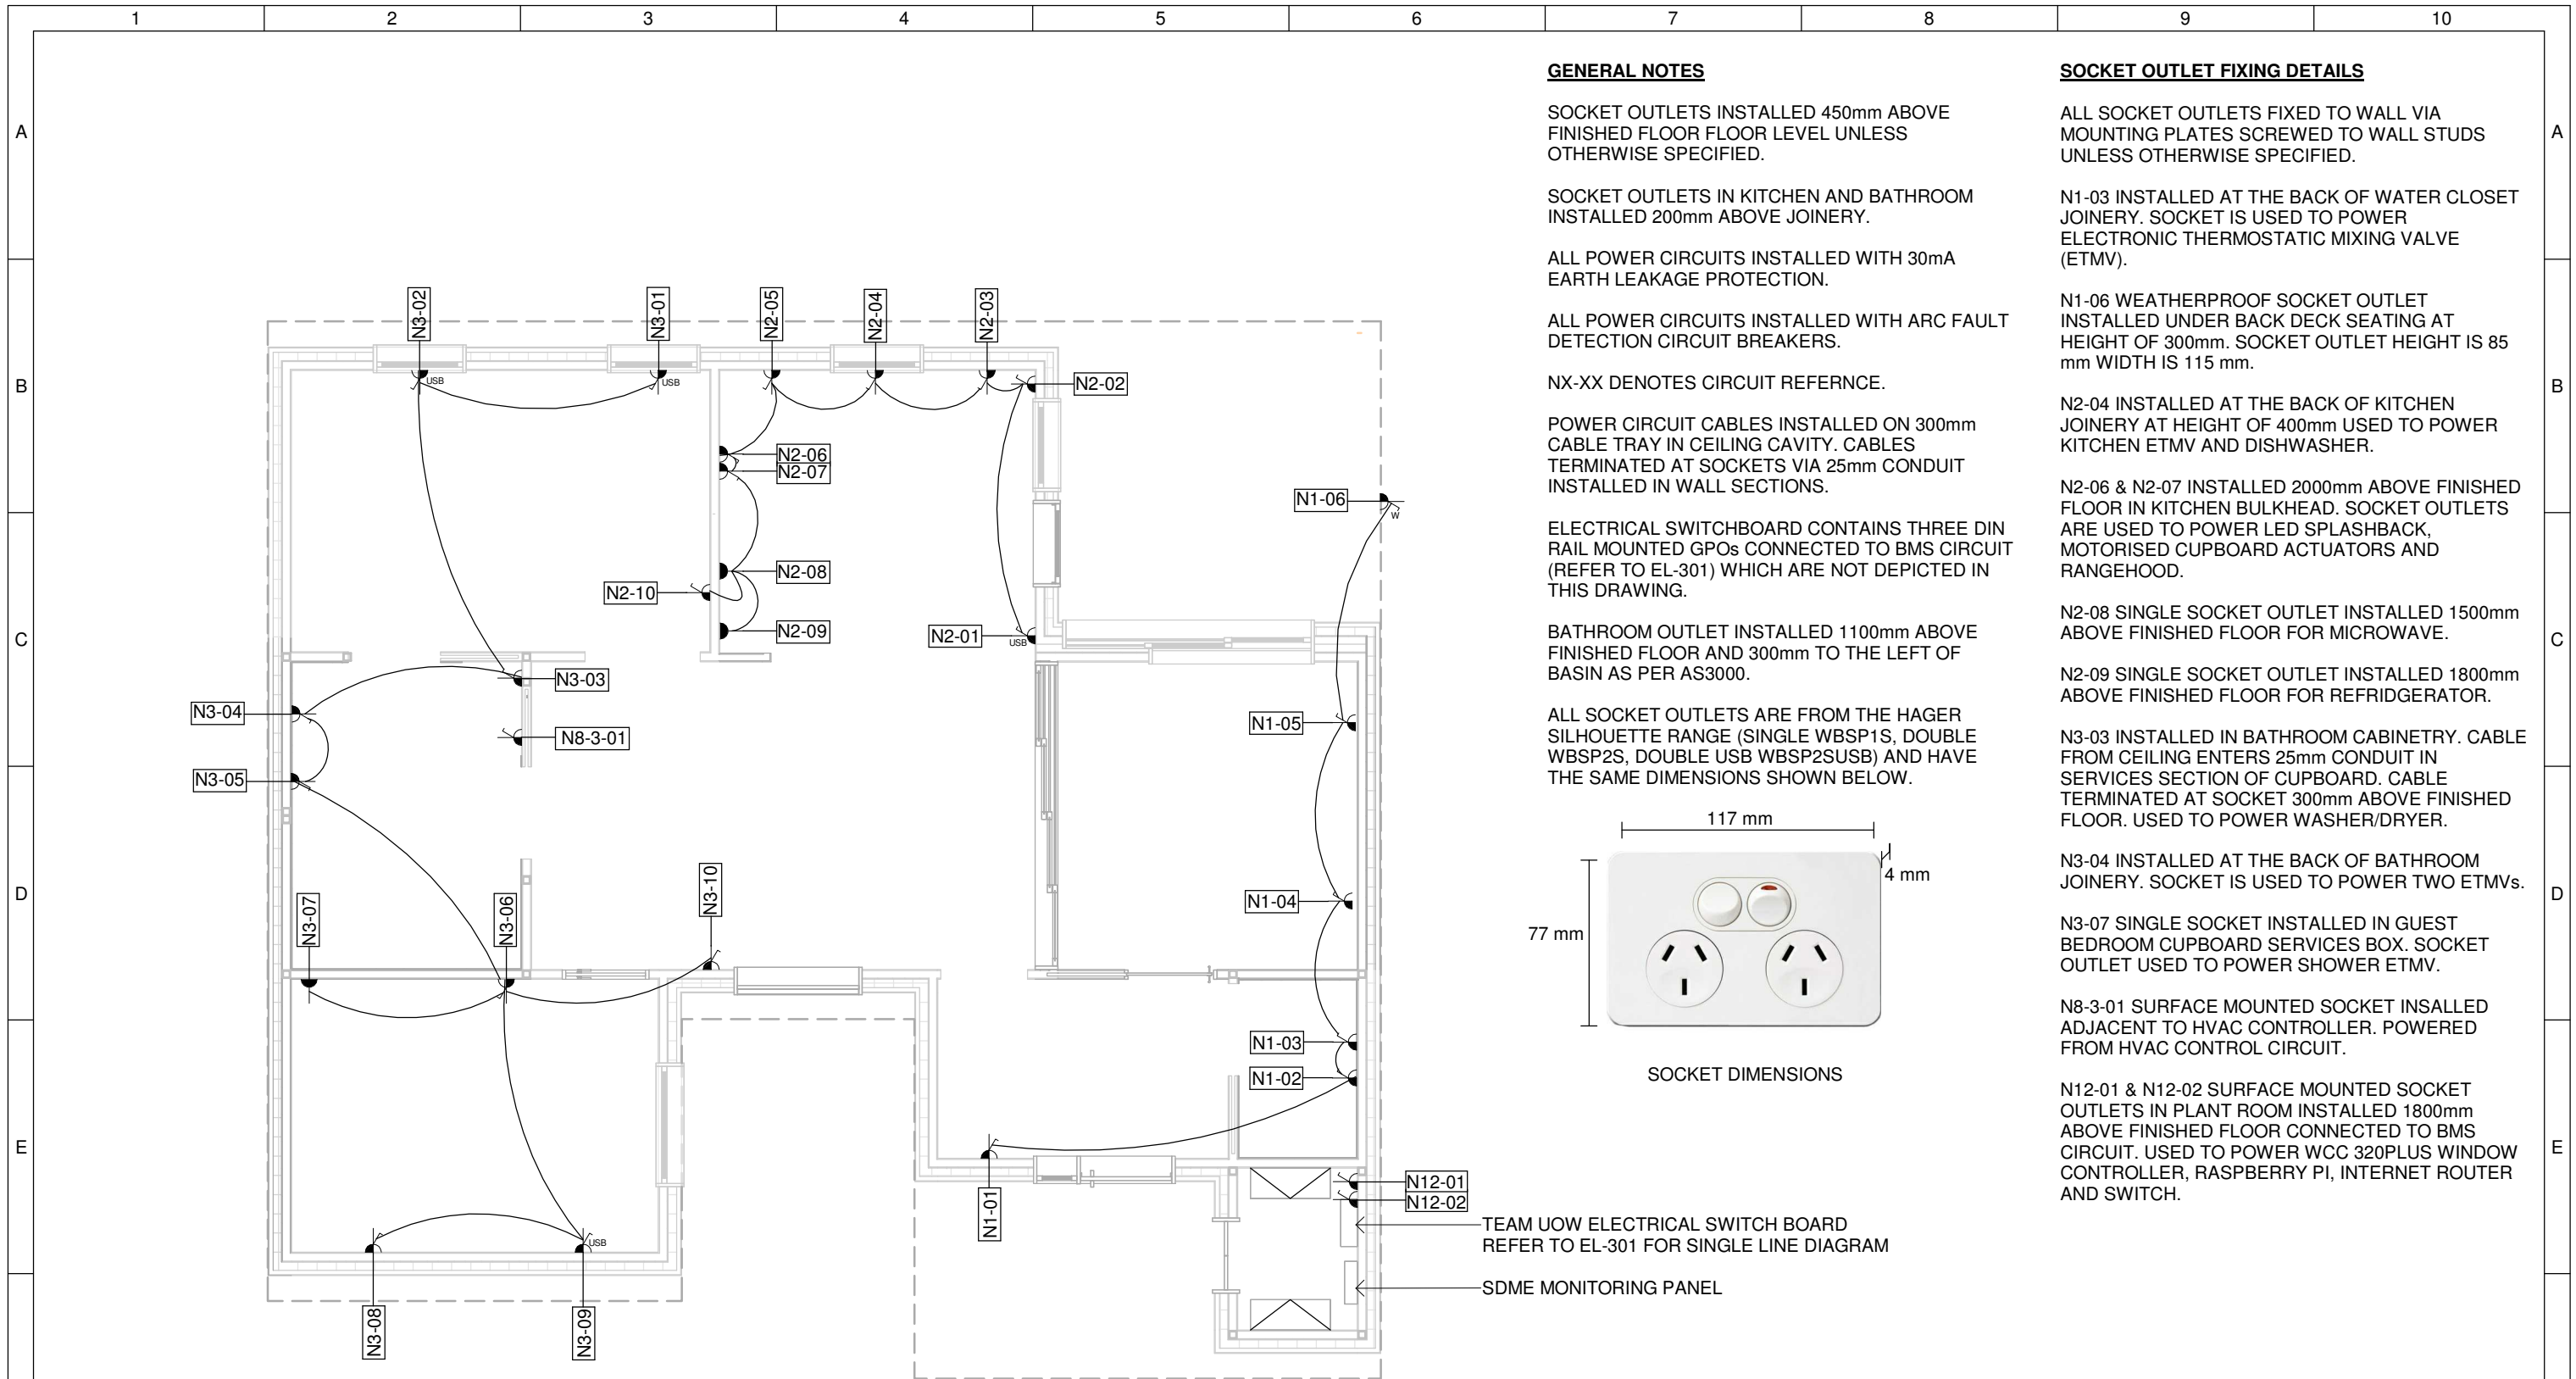 1 2 3 4 5 6 7 8 9 10
A
B
C
D
E
A
B
C
D
E
N3-02
N3-01
N2-05
N2-04
N2-03
USB
USB
N2-02
N2-06
N2-07
N1-06
W
N2-08
N2-10
N2-09
N2-01
USB
N3-03
N3-04
N1-05
N8-3-01
N3-05
N3-10
N1-04
N3-07
N3-06
N1-03
N1-02
N12-01
N12-02
N1-01
USB
N3-08
N3-09
TEAM UOW ELECTRICAL SWITCH BOARD
REFER TO EL-301 FOR SINGLE LINE DIAGRAM
SDME MONITORING PANEL
GENERAL NOTES
SOCKET OUTLETS INSTALLED 450mm ABOVE
FINISHED FLOOR FLOOR LEVEL UNLESS
OTHERWISE SPECIFIED.
SOCKET OUTLETS IN KITCHEN AND BATHROOM
INSTALLED 200mm ABOVE JOINERY.
ALL POWER CIRCUITS INSTALLED WITH 30mA
EARTH LEAKAGE PROTECTION.
ALL POWER CIRCUITS INSTALLED WITH ARC FAULT
DETECTION CIRCUIT BREAKERS.
NX-XX DENOTES CIRCUIT REFERNCE.
POWER CIRCUIT CABLES INSTALLED ON 300mm
CABLE TRAY IN CEILING CAVITY. CABLES
TERMINATED AT SOCKETS VIA 25mm CONDUIT
INSTALLED IN WALL SECTIONS.
ELECTRICAL SWITCHBOARD CONTAINS THREE DIN
RAIL MOUNTED GPOs CONNECTED TO BMS CIRCUIT
(REFER TO EL-301) WHICH ARE NOT DEPICTED IN
THIS DRAWING.
BATHROOM OUTLET INSTALLED 1100mm ABOVE
FINISHED FLOOR AND 300mm TO THE LEFT OF
BASIN AS PER AS3000.
ALL SOCKET OUTLETS ARE FROM THE HAGER
SILHOUETTE RANGE (SINGLE WBSP1S, DOUBLE
WBSP2S, DOUBLE USB WBSP2SUSB) AND HAVE
THE SAME DIMENSIONS SHOWN BELOW.
117 mm
4 mm
77 mm
SOCKET DIMENSIONS
SOCKET OUTLET FIXING DETAILS
ALL SOCKET OUTLETS FIXED TO WALL VIA
MOUNTING PLATES SCREWED TO WALL STUDS
UNLESS OTHERWISE SPECIFIED.
N1-03 INSTALLED AT THE BACK OF WATER CLOSET
JOINERY. SOCKET IS USED TO POWER
ELECTRONIC THERMOSTATIC MIXING VALVE
(ETMV).
N1-06 WEATHERPROOF SOCKET OUTLET
INSTALLED UNDER BACK DECK SEATING AT
HEIGHT OF 300mm. SOCKET OUTLET HEIGHT IS 85
mm WIDTH IS 115 mm.
N2-04 INSTALLED AT THE BACK OF KITCHEN
JOINERY AT HEIGHT OF 400mm USED TO POWER
KITCHEN ETMV AND DISHWASHER.
N2-06 & N2-07 INSTALLED 2000mm ABOVE FINISHED
FLOOR IN KITCHEN BULKHEAD. SOCKET OUTLETS
ARE USED TO POWER LED SPLASHBACK,
MOTORISED CUPBOARD ACTUATORS AND
RANGEHOOD.
N2-08 SINGLE SOCKET OUTLET INSTALLED 1500mm
ABOVE FINISHED FLOOR FOR MICROWAVE.
N2-09 SINGLE SOCKET OUTLET INSTALLED 1800mm
ABOVE FINISHED FLOOR FOR REFRIDGERATOR.
N3-03 INSTALLED IN BATHROOM CABINETRY. CABLE
FROM CEILING ENTERS 25mm CONDUIT IN
SERVICES SECTION OF CUPBOARD. CABLE
TERMINATED AT SOCKET 300mm ABOVE FINISHED
FLOOR. USED TO POWER WASHER/DRYER.
N3-04 INSTALLED AT THE BACK OF BATHROOM
JOINERY. SOCKET IS USED TO POWER TWO ETMVs.
N3-07 SINGLE SOCKET INSTALLED IN GUEST
BEDROOM CUPBOARD SERVICES BOX. SOCKET
OUTLET USED TO POWER SHOWER ETMV.
N8-3-01 SURFACE MOUNTED SOCKET INSALLED
ADJACENT TO HVAC CONTROLLER. POWERED
FROM HVAC CONTROL CIRCUIT.
N12-01 & N12-02 SURFACE MOUNTED SOCKET
OUTLETS IN PLANT ROOM INSTALLED 1800mm
ABOVE FINISHED FLOOR CONNECTED TO BMS
CIRCUIT. USED TO POWER WCC 320PLUS WINDOW
CONTROLLER, RASPBERRY PI, INTERNET ROUTER
AND SWITCH.